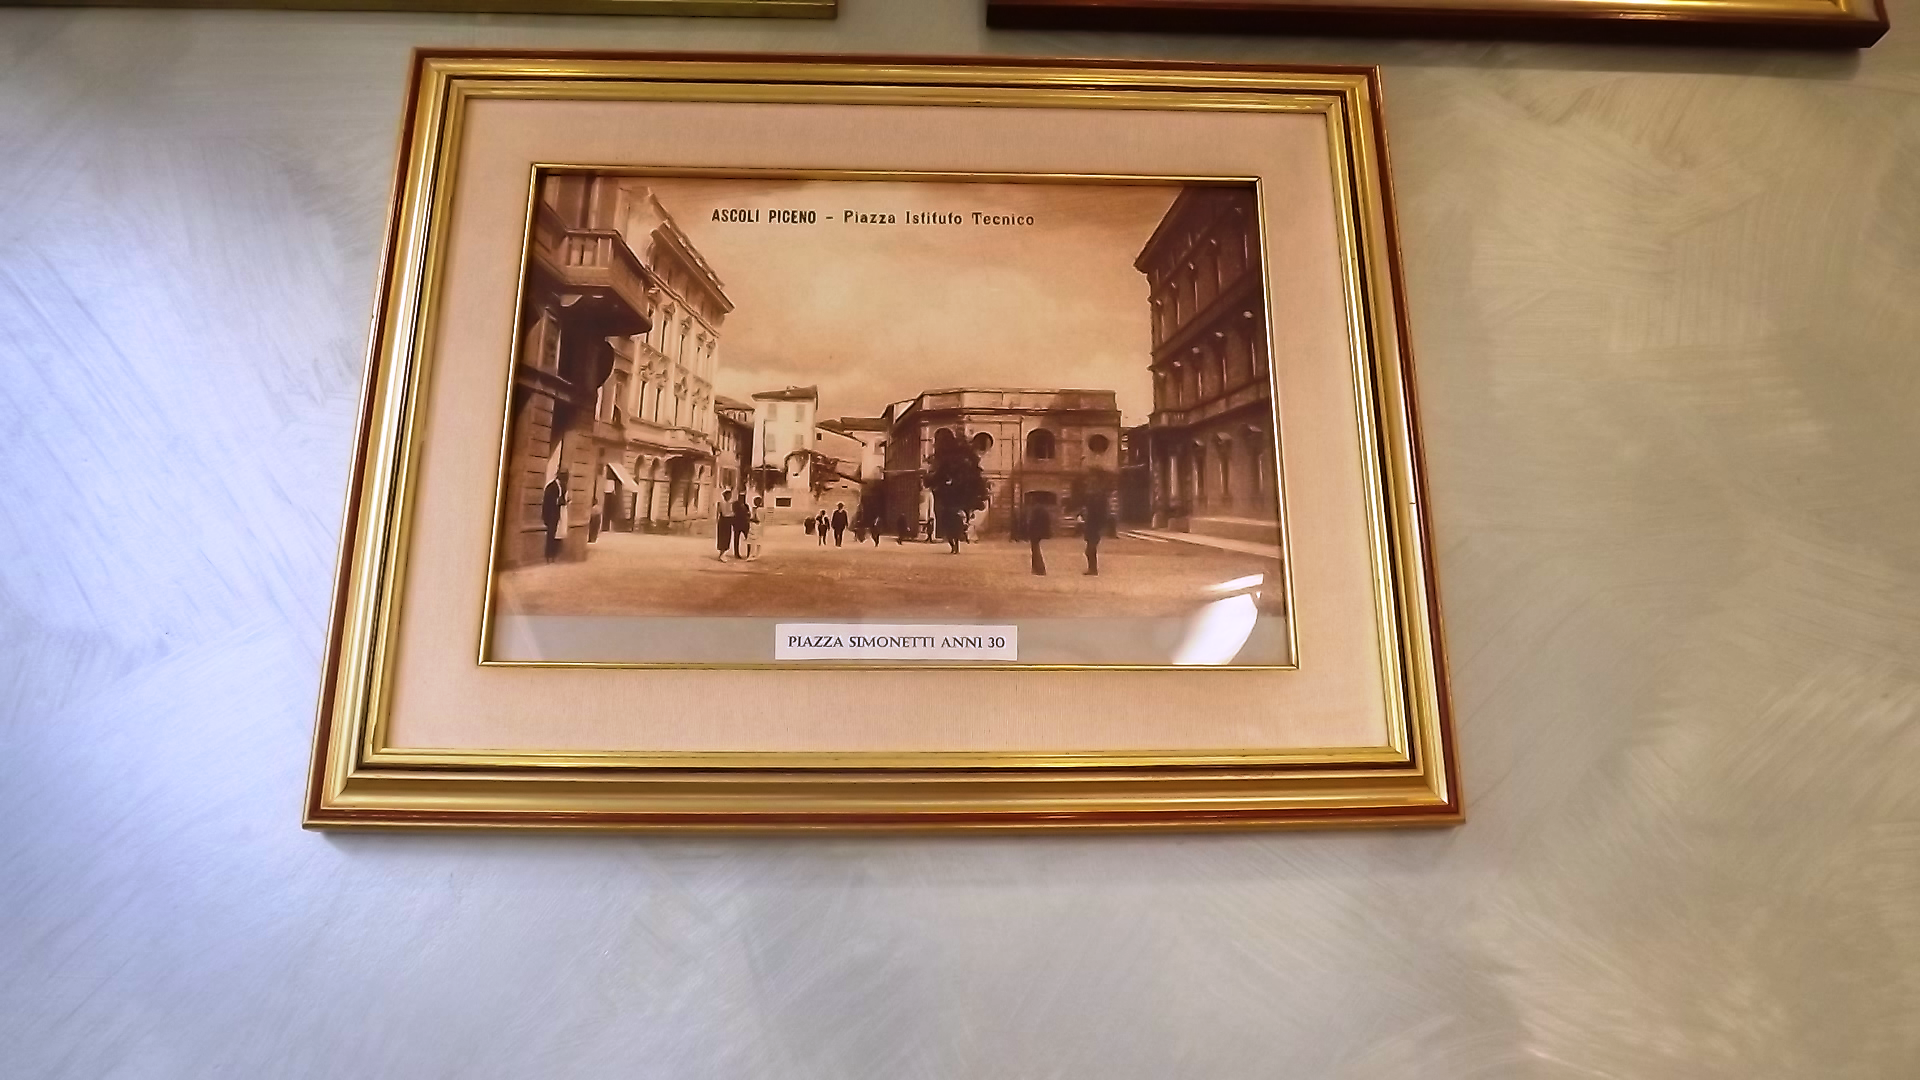 ASCOLI PICENO - Piazza Istituto Tecnico
PIAZZA SIMONETTI ANNI 30